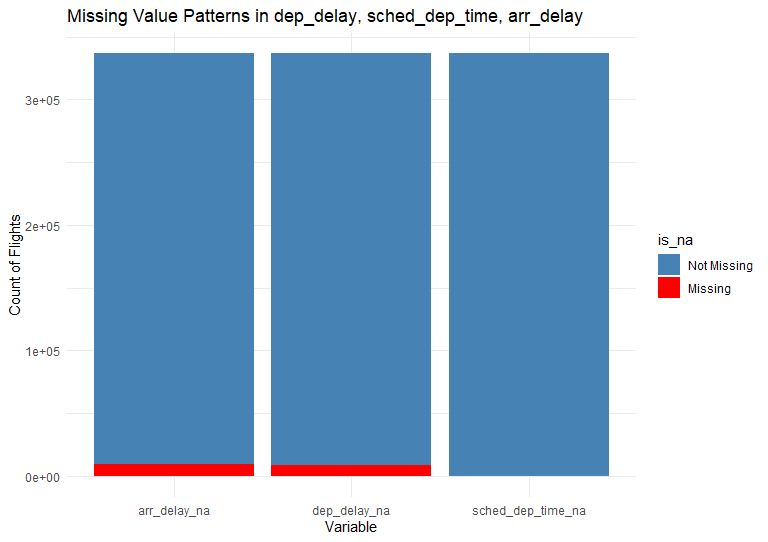 Missing Value Patterns in dep_delay, sched_dep_time, arr_delay
Count of Flights
3e+05
2e+05
1e+05
0e+00
arr_delay_na
dep_delay_na
sched_dep_time_na
Variable
is_na
Not Missing
Missing